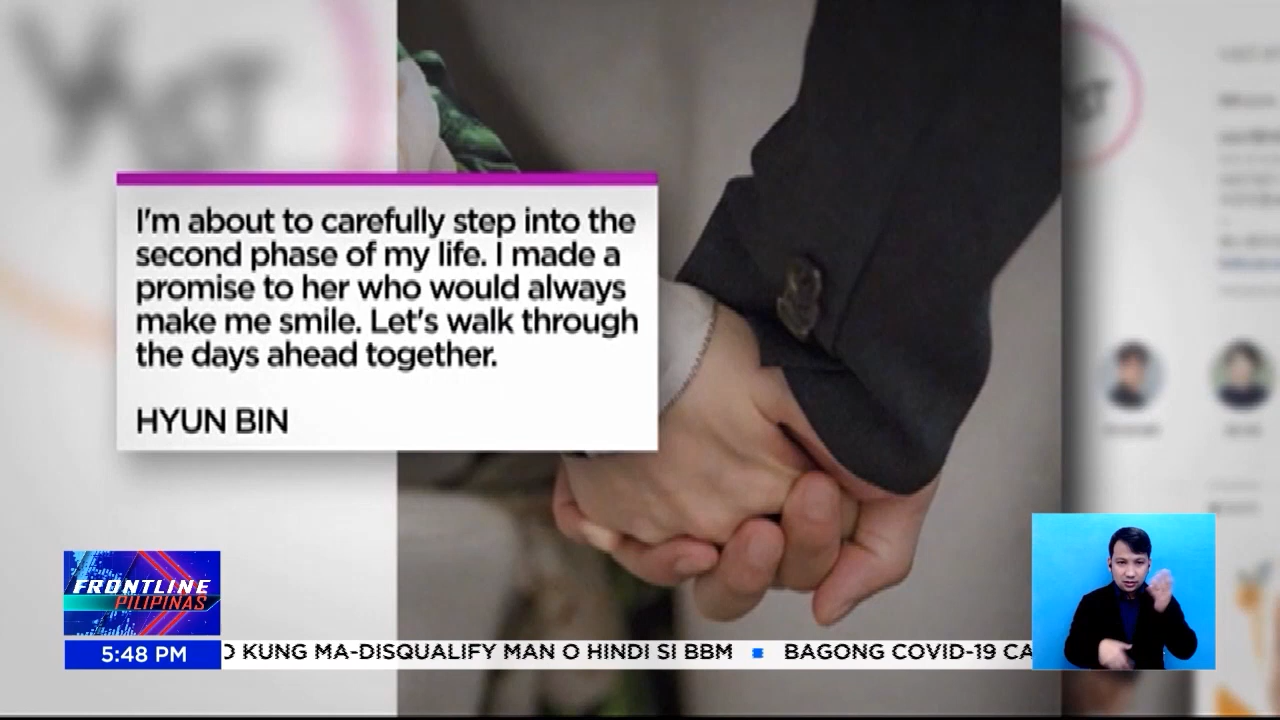 I'm about to carefully step into the
second phase of my life. I made a
promise to her who would always
make me smile. Let's walk through
the days ahead together.
HYUN BIN
FRONTLINE
PILIPINAS
5:48 PM
O KUNG MA-DISQUALIFY MAN O HINDI SI BBM ▪ BAGONG COVID-19 CA